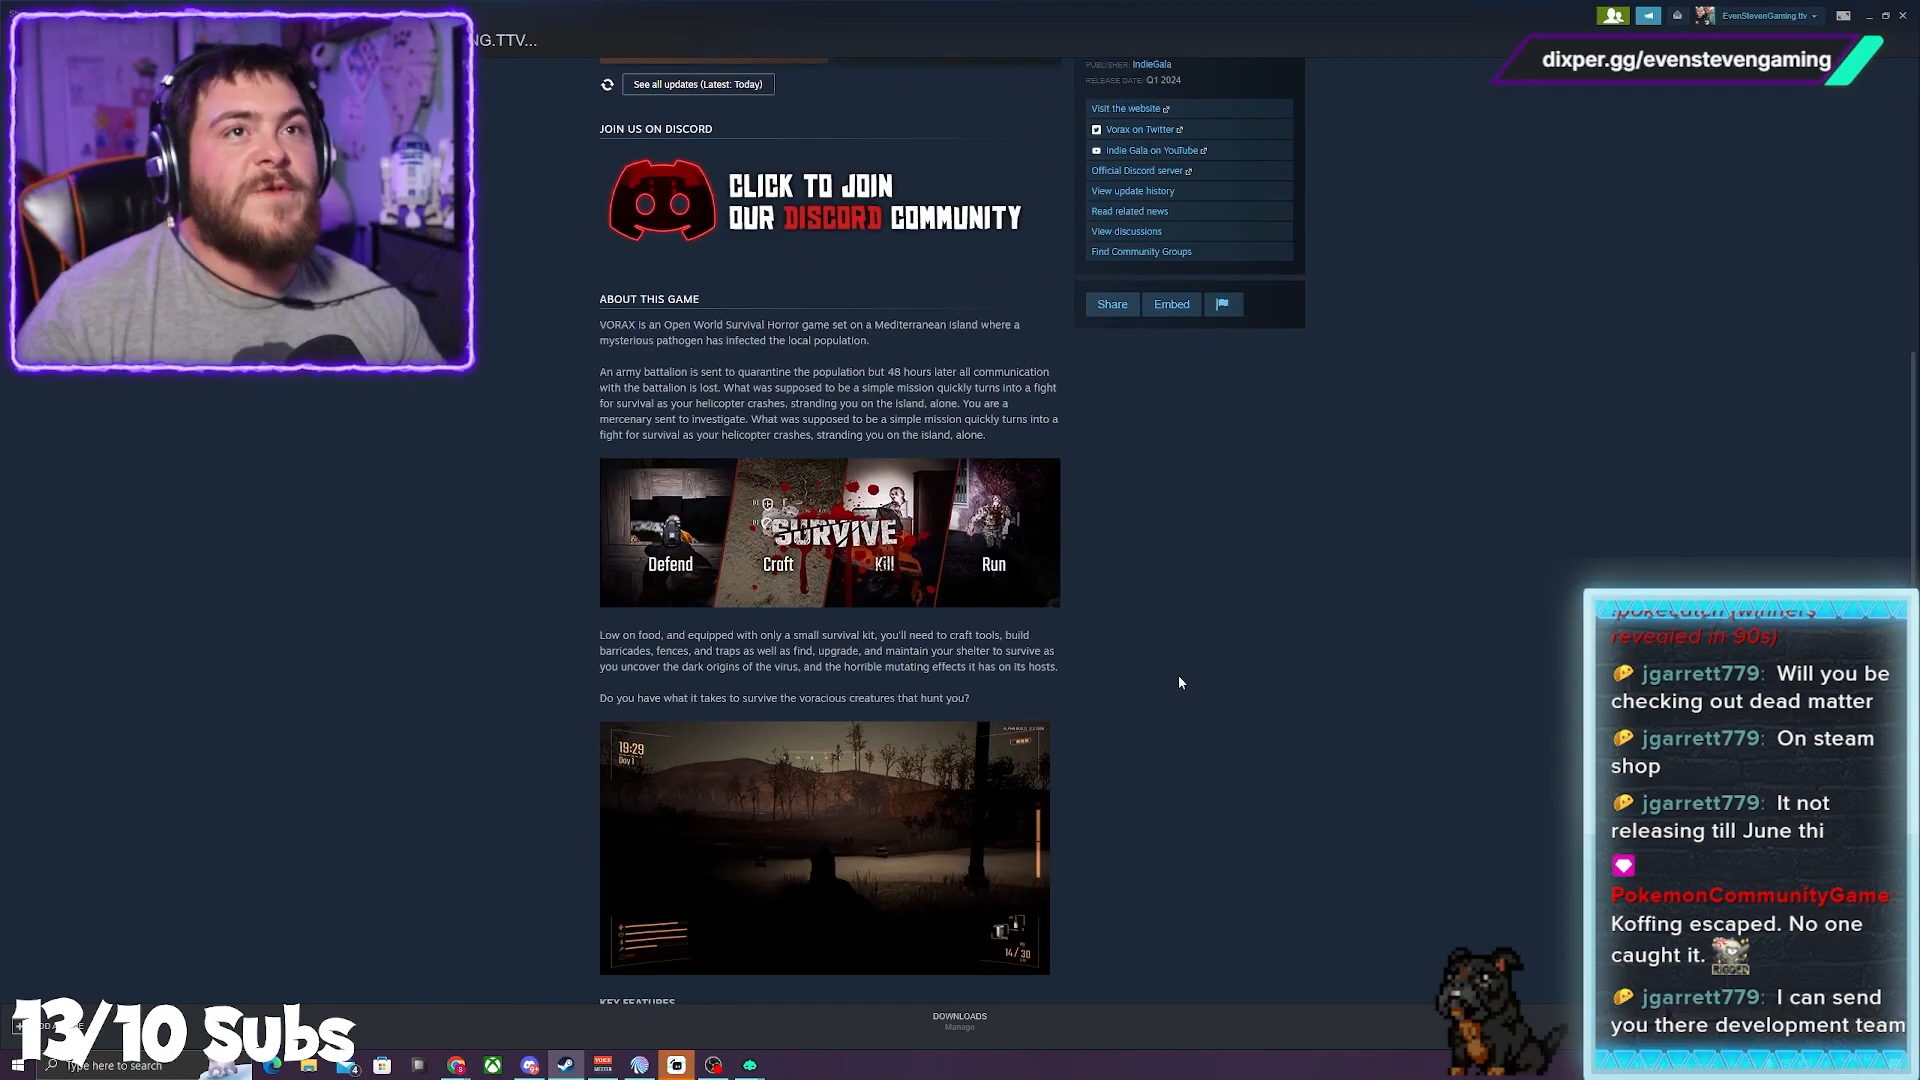 NG.TTV...
EvenStevenGaming.ttv
dixper.gg/evenstevengaming
PUBLISHER: IndieGala
RELEASE DATE: Q1 2024
See all updates (Latest: Today)
Visit the website
Vorax on Twitter
Indie Gala on YouTube
Official Discord server
View update history
Read related news
View discussions
Find Community Groups
JOIN US ON DISCORD
CLICK TO JOIN
OUR DISCORD COMMUNITY
Share
Embed
ABOUT THIS GAME
VORAX is an Open World Survival Horror game set on a Mediterranean island where a
mysterious pathogen has infected the local population.
An army battalion is sent to quarantine the population but 48 hours later all communication
with the battalion is lost. What was supposed to be a simple mission quickly turns into a fight
for survival as your helicopter crashes, stranding you on the island, alone. You are a
mercenary sent to investigate. What was supposed to be a simple mission quickly turns into a
fight for survival as your helicopter crashes, stranding you on the island, alone.
SURVIVE
Defend
Craft
Kill
Run
Low on food, and equipped with only a small survival kit, you'll need to craft tools, build
barricades, fences, and traps as well as find, upgrade, and maintain your shelter to survive as
you uncover the dark origins of the virus, and the horrible mutating effects it has on its hosts.
Do you have what it takes to survive the voracious creatures that hunt you?
19:29
Day 1
14/30
KEY FEATURES
DOWNLOADS
Manage
:pokecatch (winners
revealed in 90s)
jgarrett779: Will you be
checking out dead matter
jgarrett779: On steam
shop
jgarrett779: It not
releasing till June thi
PokemonCommunityGame:
Koffing escaped. No one
caught it.
jgarrett779: I can send
you there development team
13/10 Subs
Type here to search